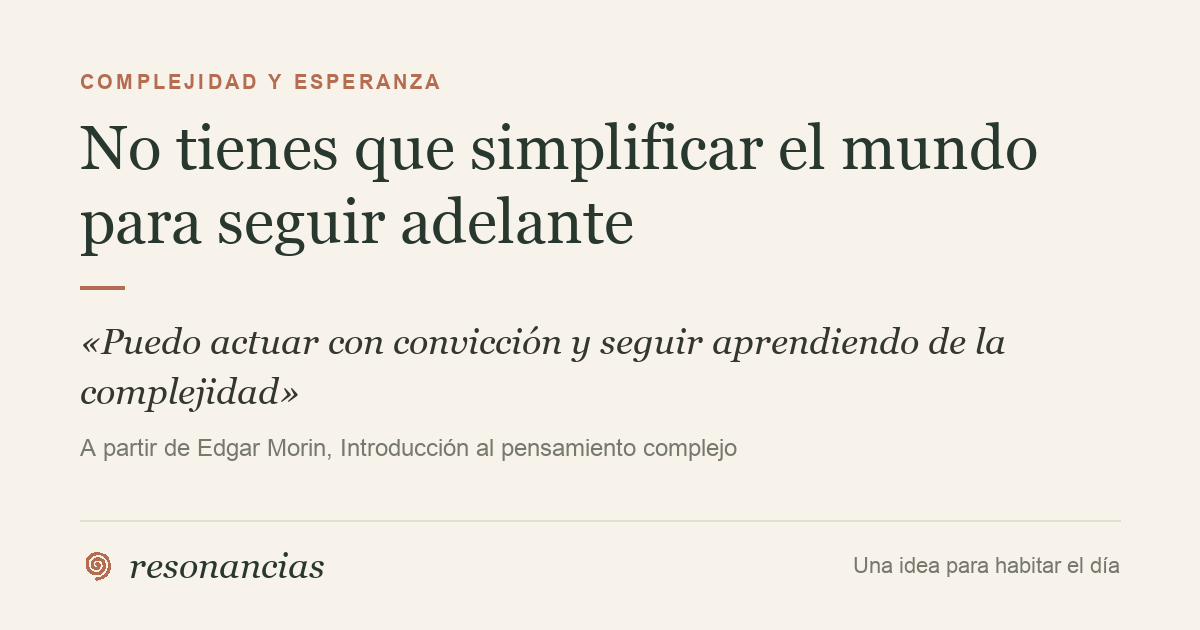 COMPLEJIDAD Y ESPERANZA
No tienes que simplificar el mundo
para seguir adelante
«Puedo actuar con convicción y seguir aprendiendo de la
complejidad»
A partir de Edgar Morin, Introducción al pensamiento complejo
resonancias
Una idea para habitar el día